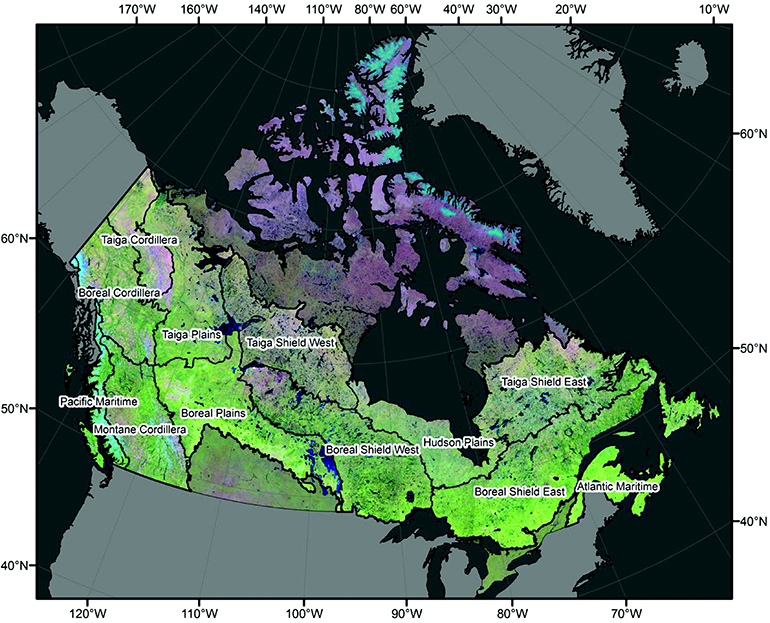 170°W 160°W 140°W 110°W 80°W 60°W 40°W 30°W 20°W 10°W
60°N
60°N
Taiga Cordillera
Boreal Cordillera
Taiga Plains
Taiga Shield West
50°N
Taiga Shield East
Pacific Maritime
50°N
Boreal Plains
Montane Cordillera
Hudson Plains
Boreal Shield West
Atlantic Maritime
Boreal Shield East
40°N
40°N
120°W 110°W 100°W 90°W 80°W 70°W